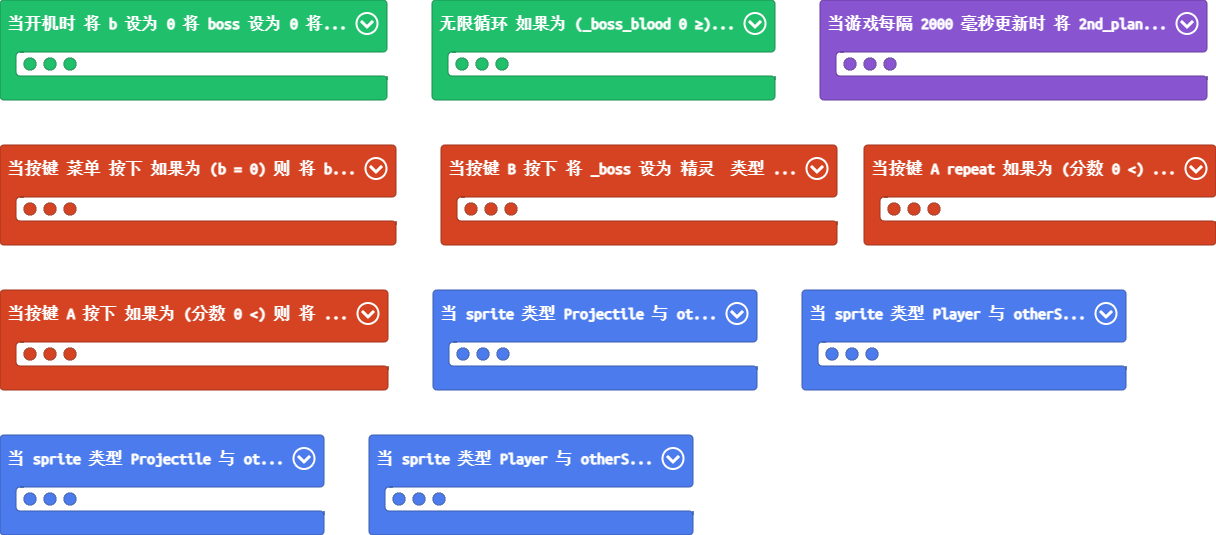 当开机时 将 b 设为 0 将 boss 设为 0 将...
无限循环 如果为 (_boss_blood 0 ≥)...
当游戏每隔 2000 毫秒更新时 将 2nd_plan...
当按键 菜单 按下 如果为 (b = 0) 则 将 b...
当按键 B 按下 将 _boss 设为 精灵 类型 ...
当按键 A repeat 如果为 (分数 0 <) ...
当按键 A 按下 如果为 (分数 0 <) 则 将 ...
当 sprite 类型 Projectile 与 ot...
当 sprite 类型 Player 与 otherS...
当 sprite 类型 Projectile 与 ot...
当 sprite 类型 Player 与 otherS...